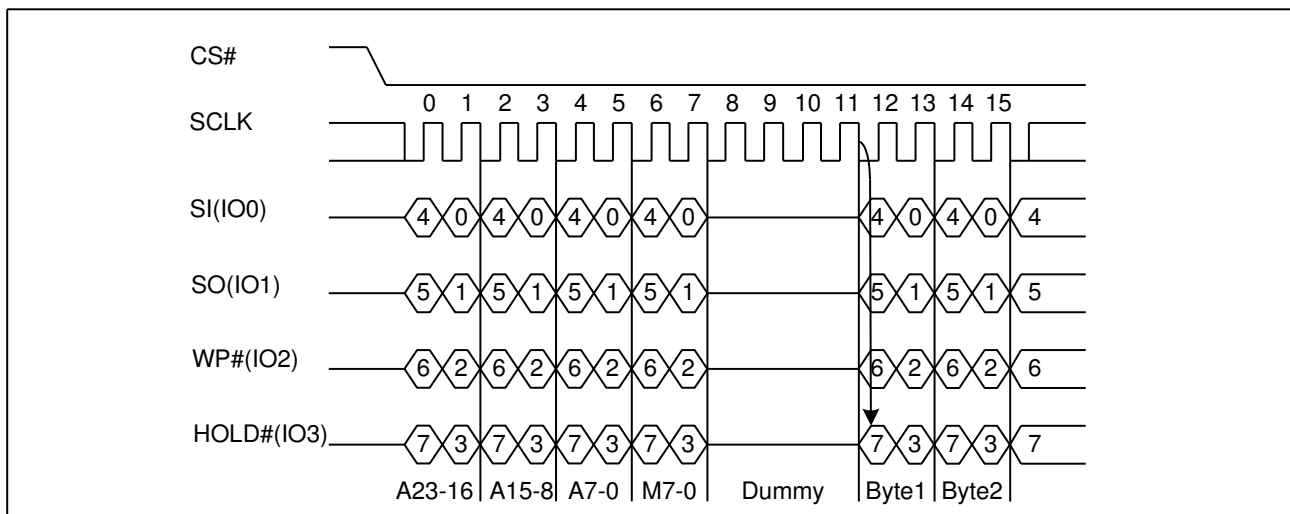 CS#
0 1 2 3 4 5 6 7 8 9 10 11 12 13 14 15
SCLK
SI(IO0) 4 0 4 0 4 0 4 0 4 0 4 0 4
SO(IO1) 5 1 5 1 5 1 5 1 5 1 5 1 5
WP#(IO2) 6 2 6 2 6 2 6 2 6 2 6 2 6
HOLD#(IO3) 7 3 7 3 7 3 7 3 7 3 7 3 7
A23-16 A15-8 A7-0 M7-0 Dummy Byte1 Byte2